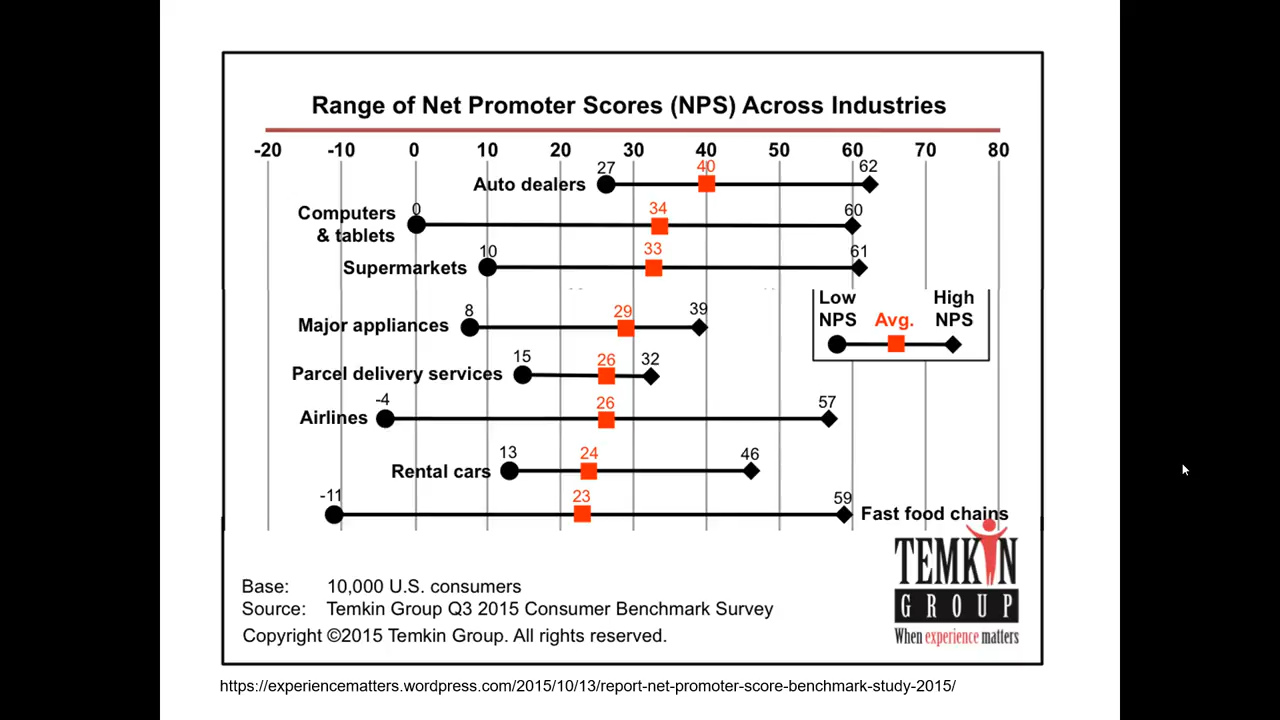 Range of Net Promoter Scores (NPS) Across Industries
-20 -10 0 10 20 30 40 50 60 70 80
Auto dealers 27 40 62
Computers
& tablets 0 34 60
Supermarkets 10 33 61
Low
NPS Avg. High
NPS
Major appliances 8 29 39
Parcel delivery services 15 26 32
Airlines -4 26 57
Rental cars 13 24 46
-11 23 59 Fast food chains
TEMKIN
GROUP
When experience matters
Base: 10,000 U.S. consumers
Source: Temkin Group Q3 2015 Consumer Benchmark Survey
Copyright ©2015 Temkin Group. All rights reserved.
https://experiencematters.wordpress.com/2015/10/13/report-net-promoter-score-benchmark-study-2015/